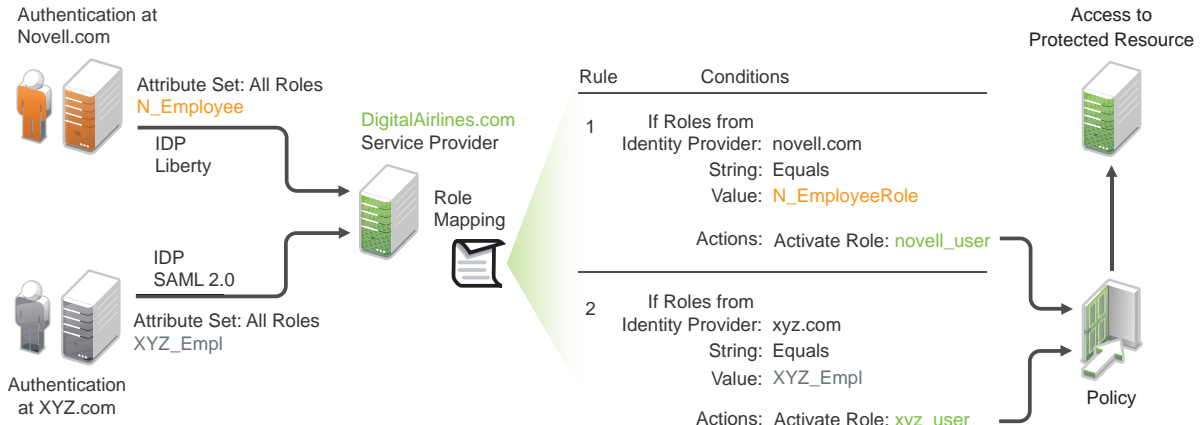 Authentication at
Novell.com
Attribute Set: All Roles
N_Employee
IDP
Liberty
DigitalAirlines.com
Service Provider
Role
Mapping
IDP
SAML 2.0
Attribute Set: All Roles
XYZ_Empl
Authentication
at XYZ.com
Rule Conditions
1 If Roles from
Identity Provider: novell.com
String: Equals
Value: N_EmployeeRole
Actions: Activate Role: novell_user
2 If Roles from
Identity Provider: xyz.com
String: Equals
Value: XYZ_Empl
Actions: Activate Role: xyz_user
Access to
Protected Resource
Policy